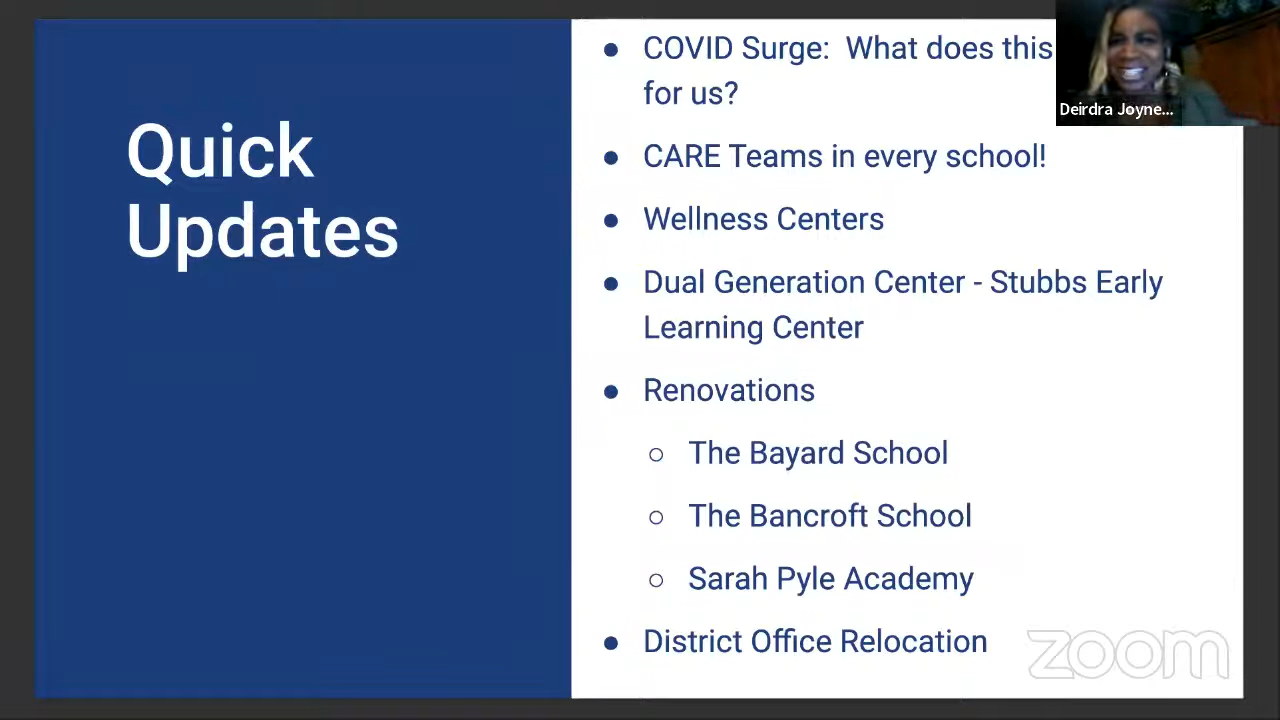 Quick
Updates
COVID Surge:  What does this
for us?
CARE Teams in every school!
Wellness Centers
Dual Generation Center - Stubbs Early
Learning Center
Renovations
The Bayard School
The Bancroft School
Sarah Pyle Academy
District Office Relocation
Deirdra Joyne...
zoom